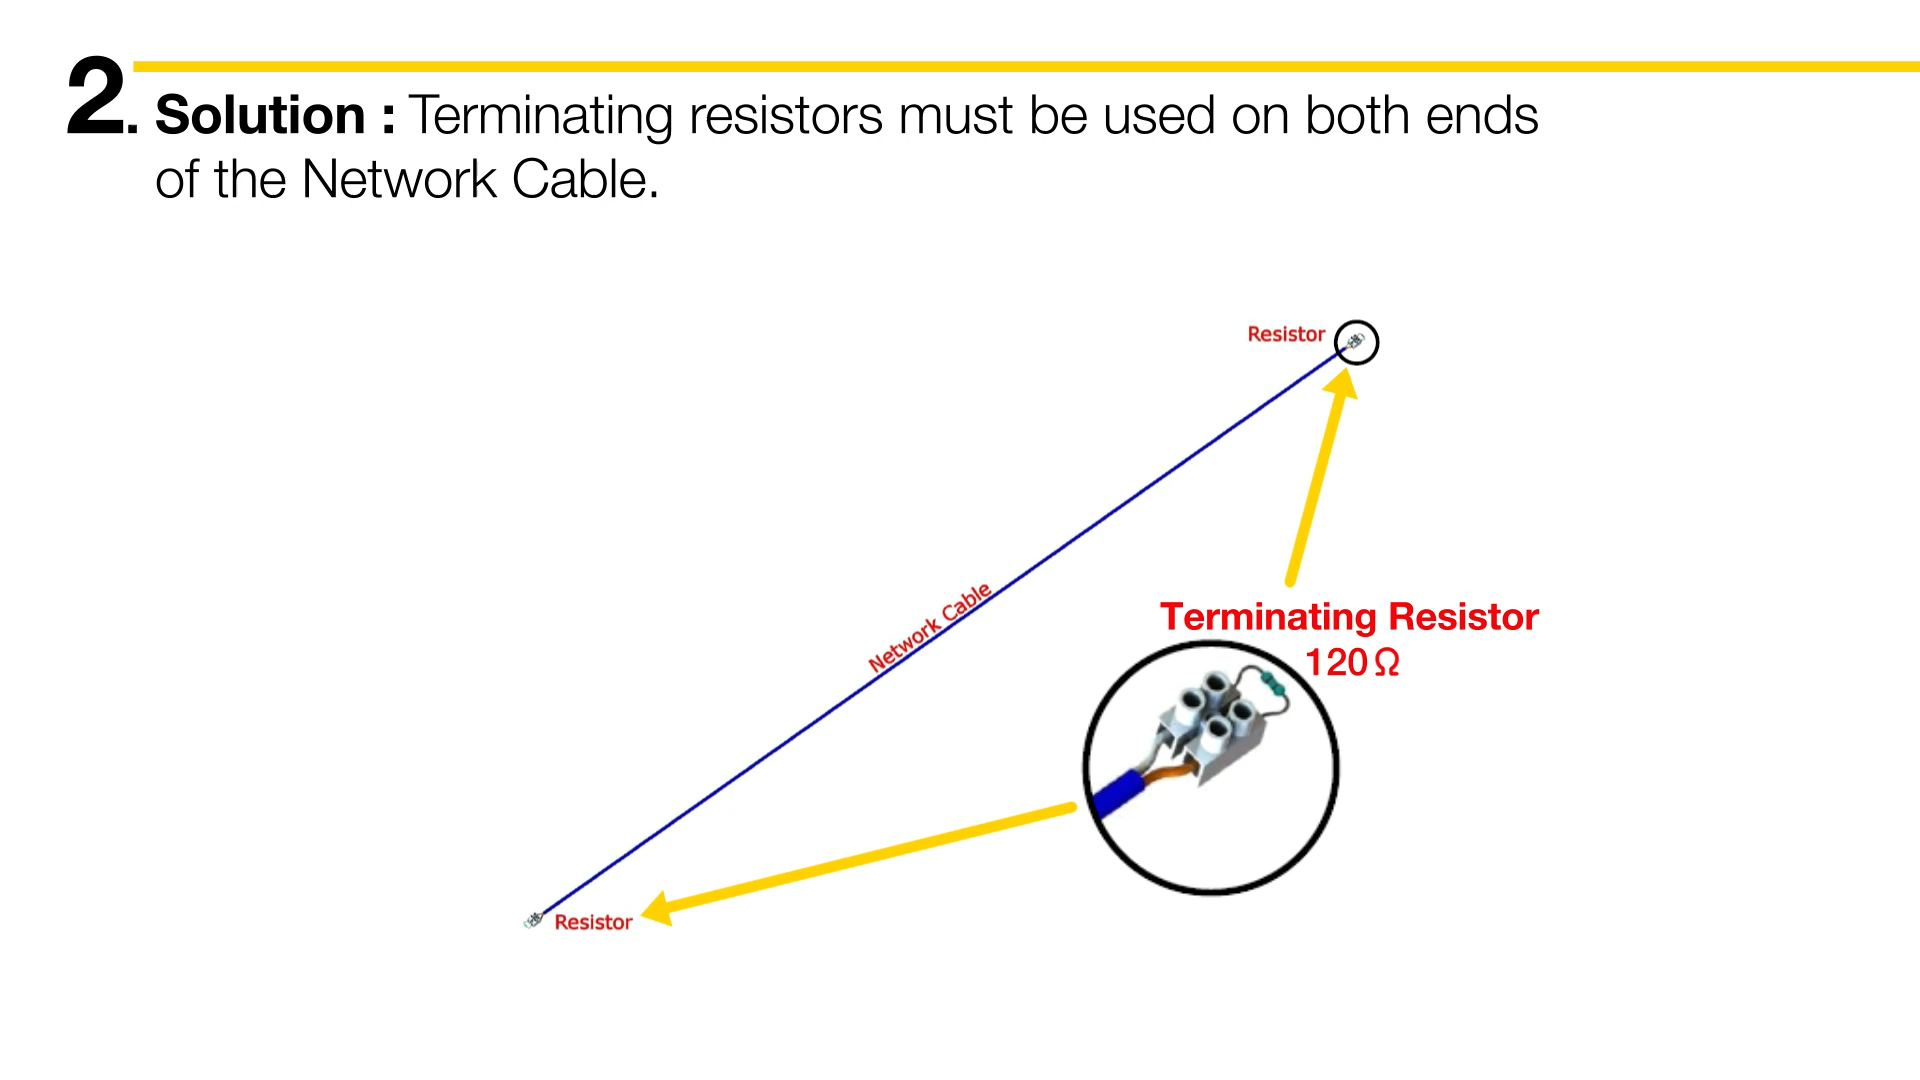 2. Solution : Terminating resistors must be used on both ends
of the Network Cable.
Resistor
Network Cable
Terminating Resistor
120 Ω
Resistor